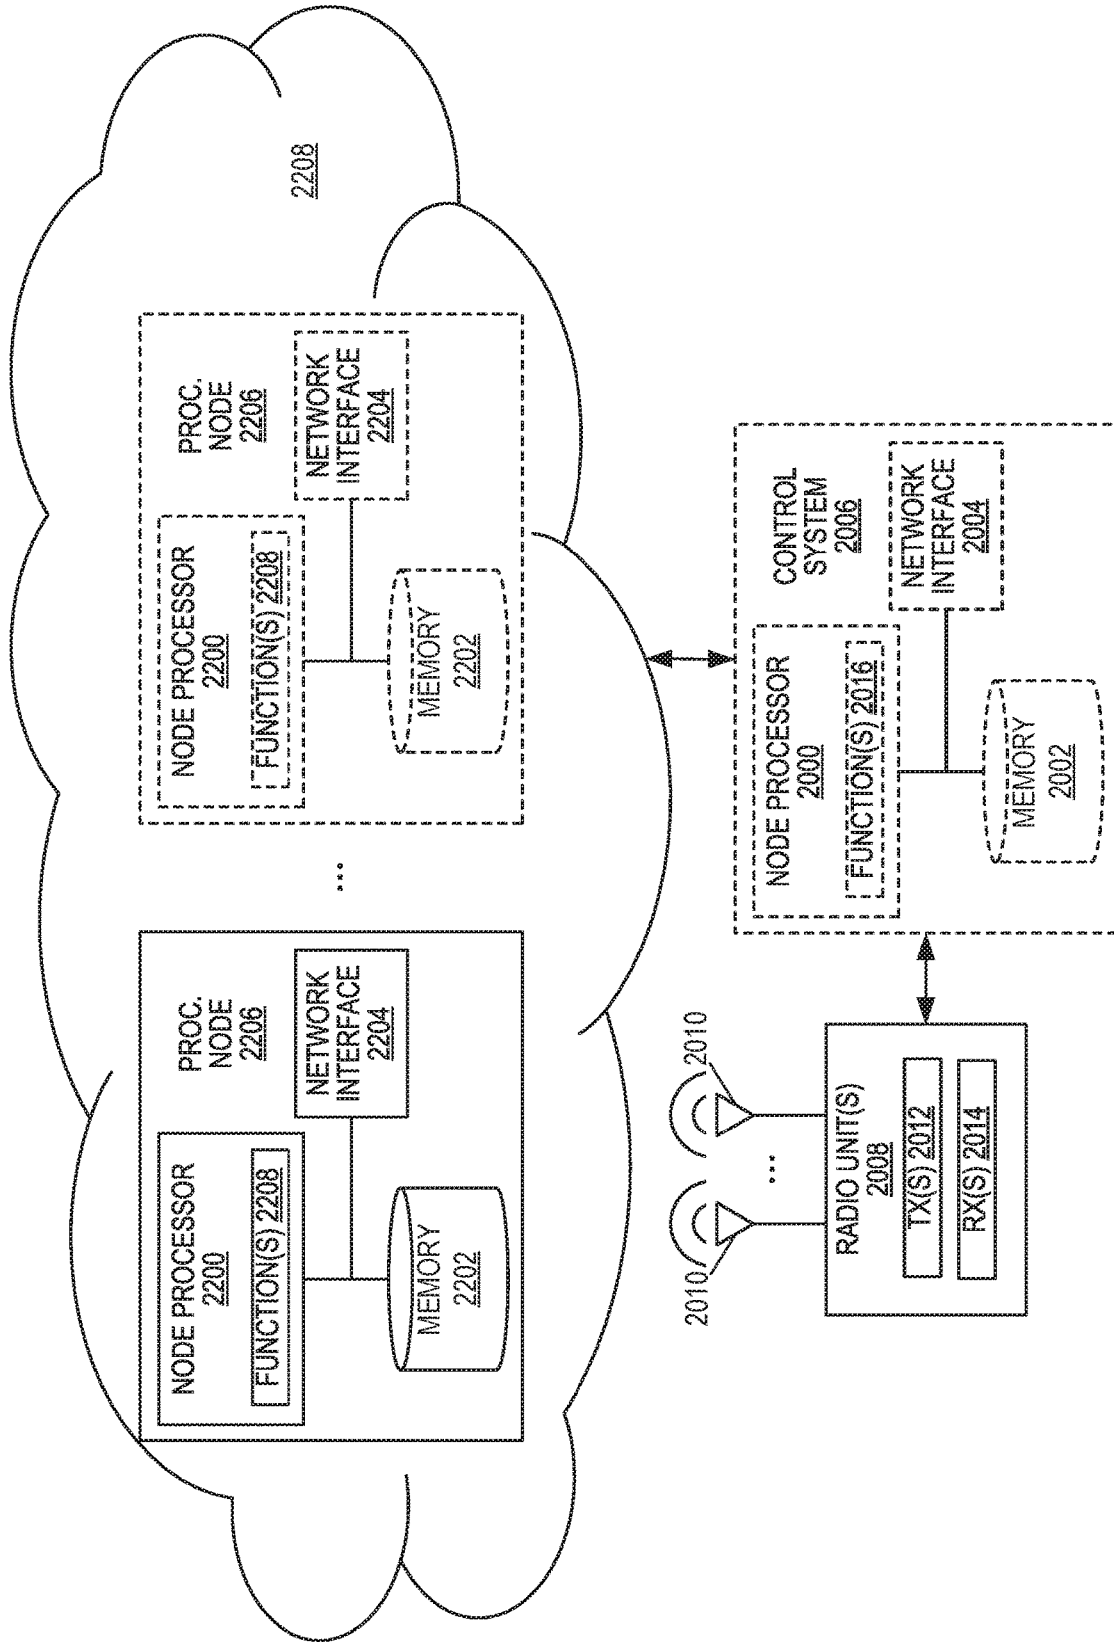 2208
PROC.
NODE
2206
NODE PROCESSOR
2200
FUNCTION(S) 2208
NETWORK
INTERFACE
2204
MEMORY
2202
...
PROC.
NODE
2206
NODE PROCESSOR
2200
FUNCTION(S) 2208
NETWORK
INTERFACE
2204
MEMORY
2202
2010
2010
...
RADIO UNIT(S)
2008
TX(S) 2012
RX(S) 2014
CONTROL
SYSTEM
2006
NODE PROCESSOR
2000
FUNCTION(S) 2016
NETWORK
INTERFACE
2004
MEMORY
2002